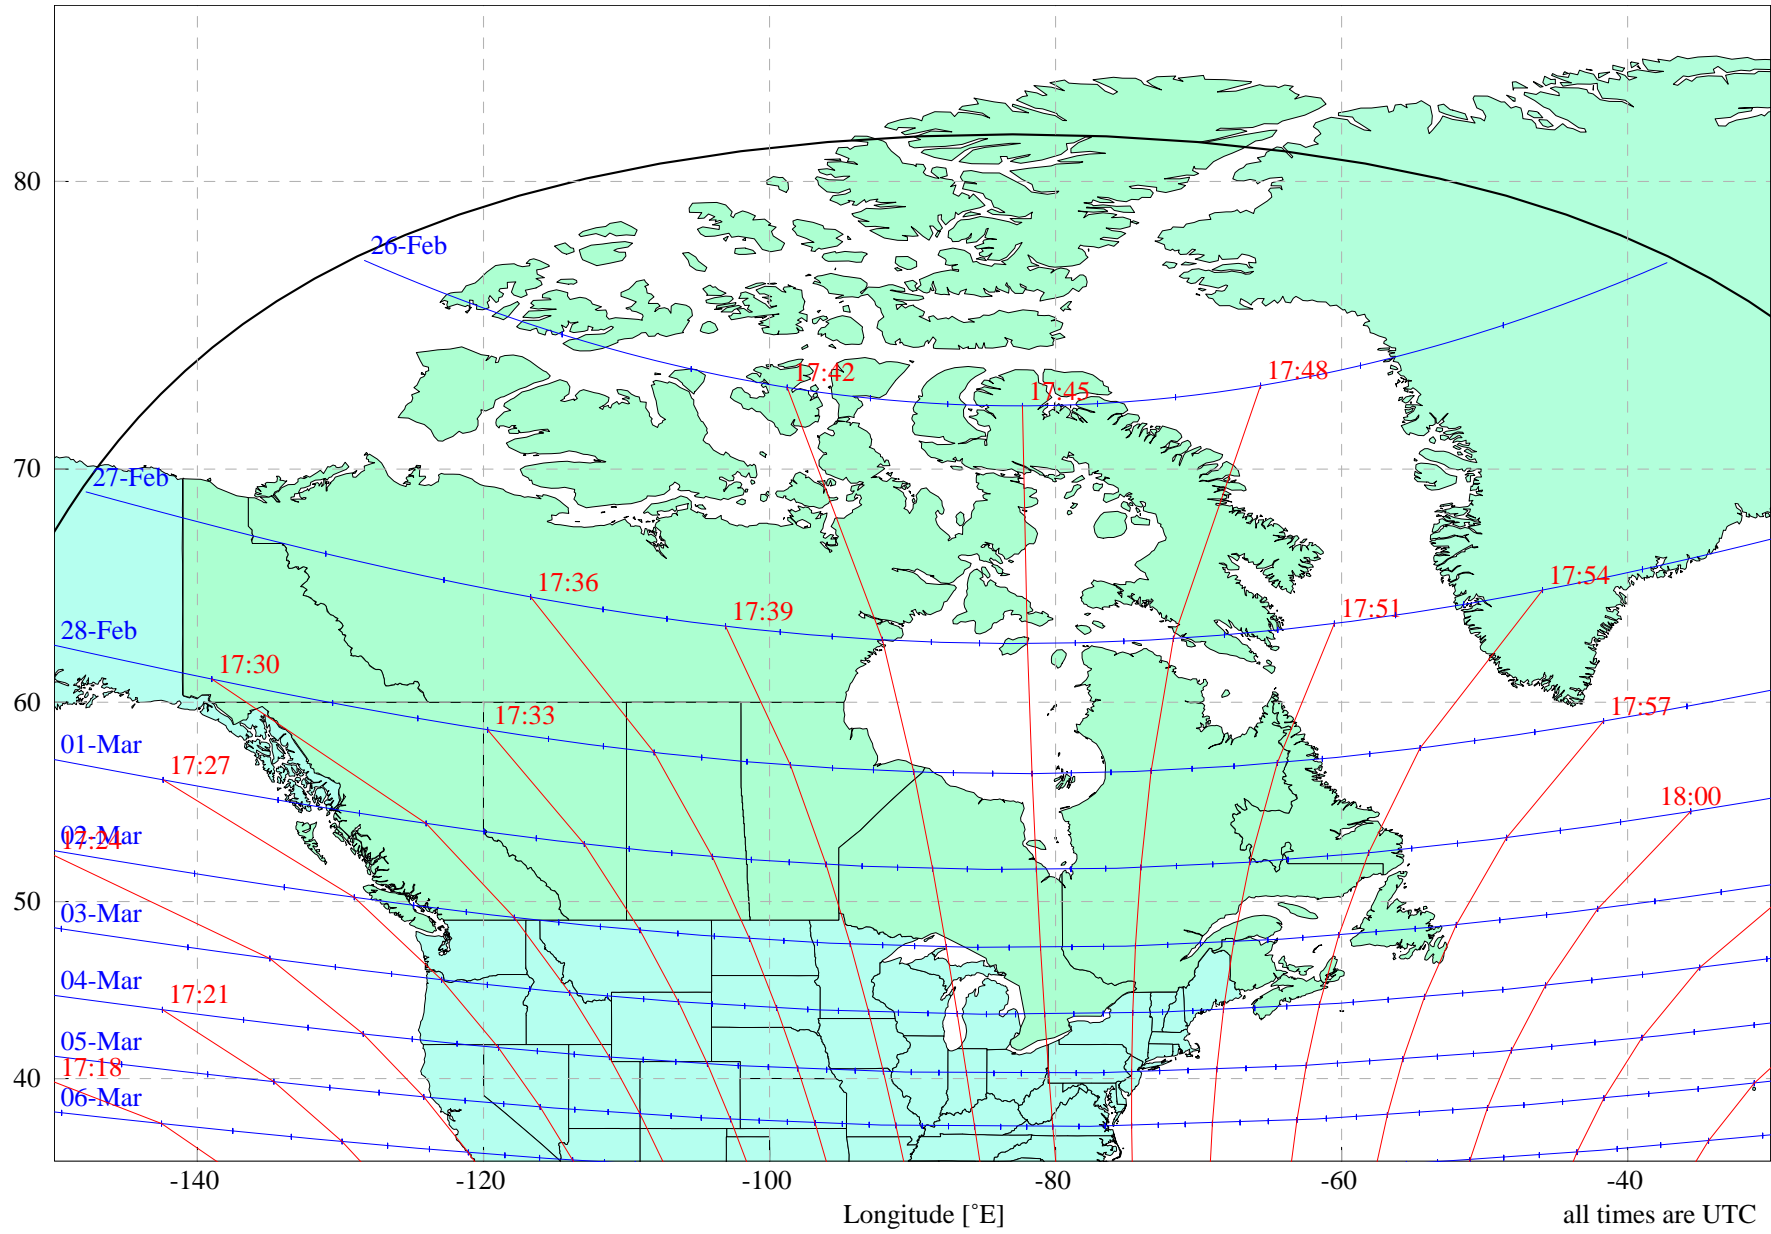 80
26-Feb
17:42
17:48
17:45
70
27-Feb
17:36
17:54
17:39
17:51
28-Feb
17:30
60
17:33
17:57
01-Mar
17:27
18:00
02-Mar
17:24
50
03-Mar
04-Mar
17:21
05-Mar
17:18
40
06-Mar
-140 -120 -100 -80 -60 -40
Longitude [˚E]
all times are UTC